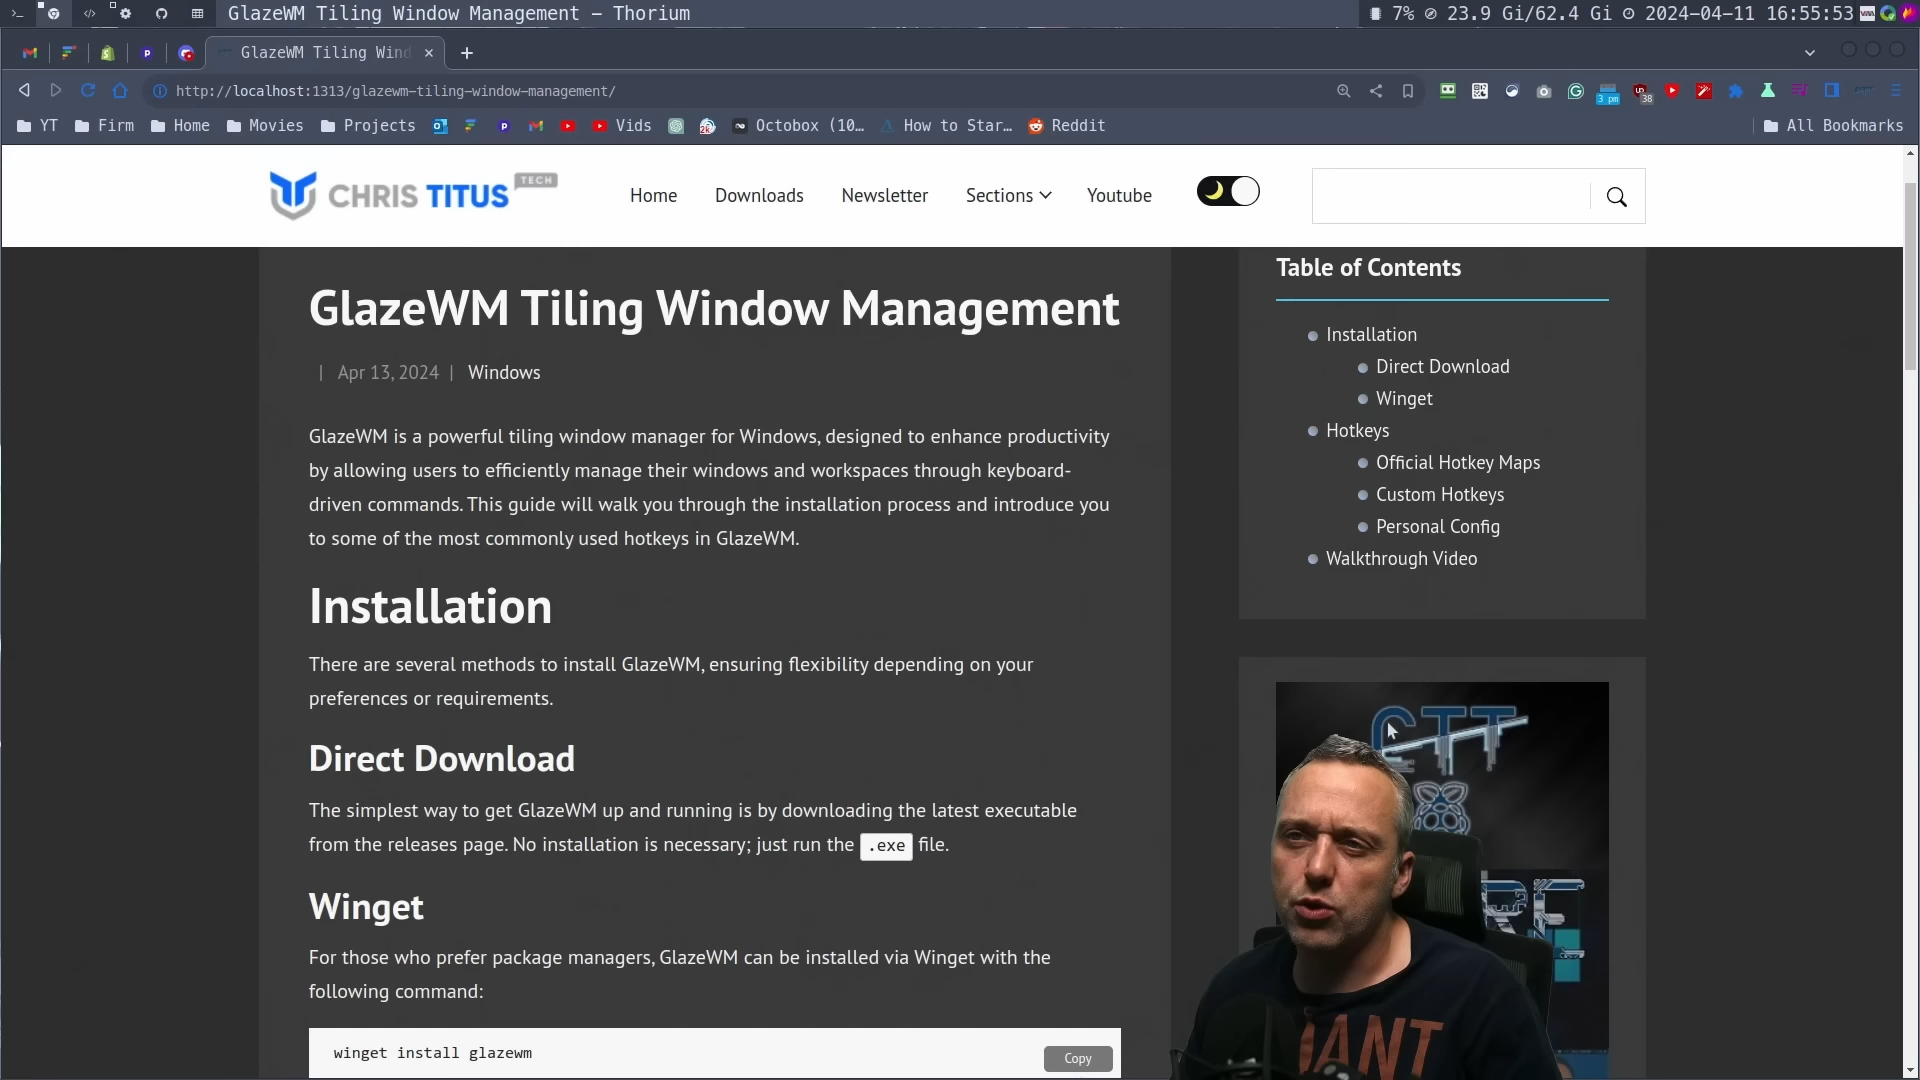 GlazeWM Tiling Window Management – Thorium
7% 23.9 Gi/62.4 Gi 2024-04-11 16:55:53
GlazeWM Tiling Wind
http://localhost:1313/glazewm-tiling-window-management/
3 pm
38
YT Firm Home Movies Projects Vids Octobox (10… How to Star… Reddit All Bookmarks
CHRIS TITUS TECH
Home Downloads Newsletter Sections Youtube
GlazeWM Tiling Window Management
| Apr 13, 2024 | Windows
GlazeWM is a powerful tiling window manager for Windows, designed to enhance productivity
by allowing users to efficiently manage their windows and workspaces through keyboard-
driven commands. This guide will walk you through the installation process and introduce you
to some of the most commonly used hotkeys in GlazeWM.
Installation
There are several methods to install GlazeWM, ensuring flexibility depending on your
preferences or requirements.
Direct Download
The simplest way to get GlazeWM up and running is by downloading the latest executable
from the releases page. No installation is necessary; just run the .exe file.
Winget
For those who prefer package managers, GlazeWM can be installed via Winget with the
following command:
winget install glazewm
Copy
Table of Contents
Installation
Direct Download
Winget
Hotkeys
Official Hotkey Maps
Custom Hotkeys
Personal Config
Walkthrough Video
CTT